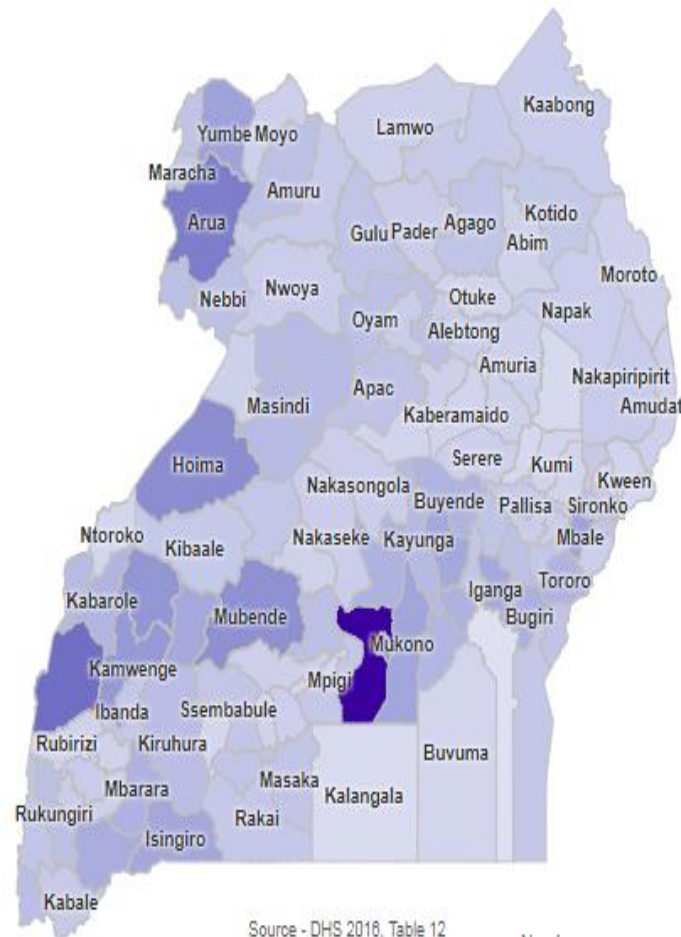 Kaabong
Yumbe Moyo
Lamwo
Maracha
Amuru
Arua
Kotido
Gulu Pader Agago
Abim
Moroto
Nwoya
Nebbi
Otuke
Napak
Oyam
Alebtong
Amuria
Nakapiripirit
Apac
Masindi
Amudat
Kaberamaido
Hoima
Serere
Kumi
Kween
Nakasongola
Buyende
Pallisa Sironko
Ntoroko
Nakaseke Kayunga
Mbale
Kibaale
Tororo
Iganga
Kabarole
Mubende
Bugiri
Mukono
Kamwenge
Mpigi
Ibanda
Ssembabule
Rubirizi
Kiruhura
Buvuma
Masaka
Mbarara
Kalangala
Rukungiri
Rakai
Isingiro
Kabale
Source - DHS 2016, Table 12